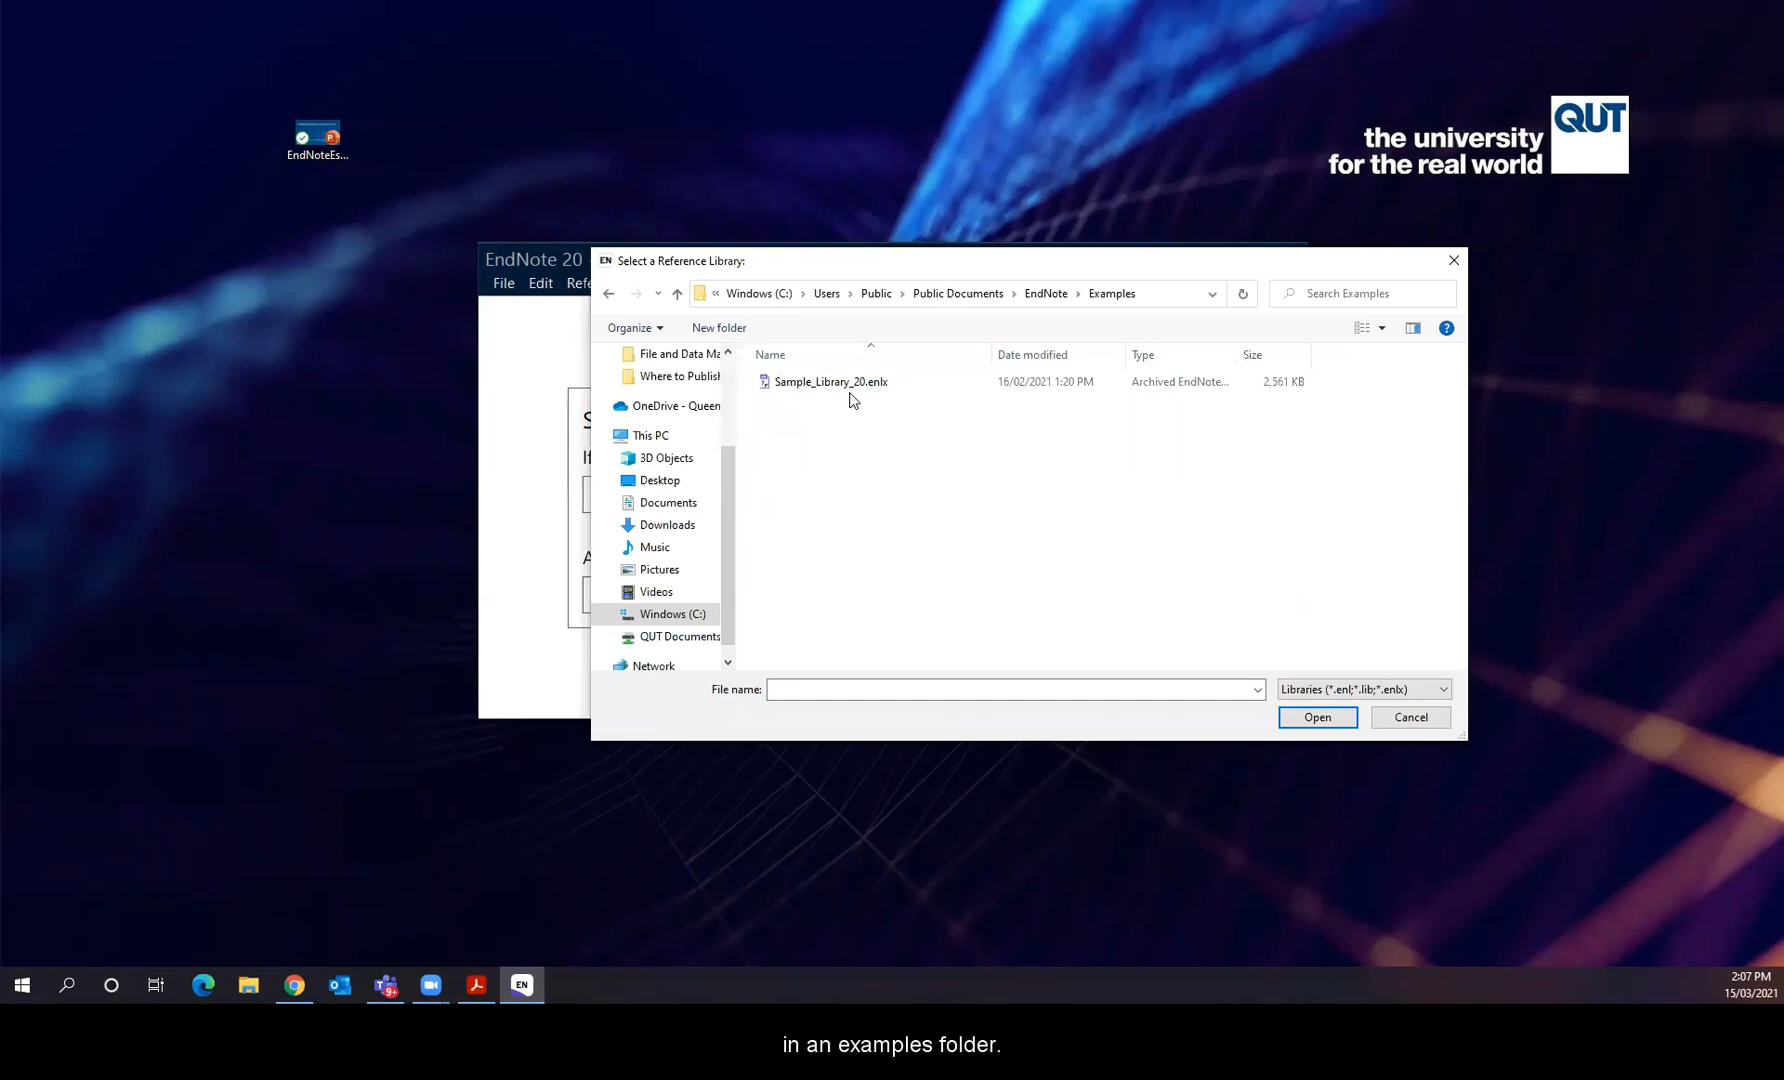 EndNoteEs...
the university
for the real world
QUT
EndNote 20 -
File Edit Refe
EN Select a Reference Library:
« Windows (C:) Users Public Public Documents EndNote Examples
Search Examples
Organize New folder
File and Data Ma
Where to Publish
OneDrive - Queen
This PC
3D Objects
Desktop
Documents
Downloads
Music
Pictures
Videos
Windows (C:)
QUT Documents
Network
Name Date modified Type Size
Sample_Library_20.enlx 16/02/2021 1:20 PM Archived EndNote... 2,561 KB
S
If
A
File name: Libraries (*.enl;*.lib;*.enlx)
Open Cancel
9+
EN
2:07 PM
15/03/2021
in an examples folder.